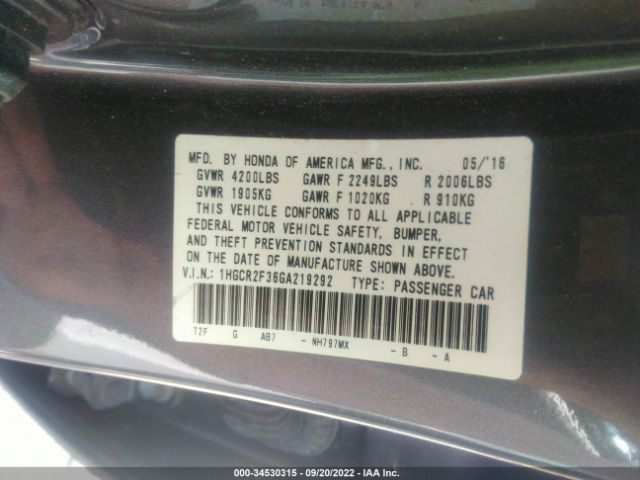 MFD. BY HONDA OF AMERICA MFG., INC. 05/'16
GVWR 4200LBS GAWR F 2249LBS R 2006LBS
GVWR 1905KG GAWR F 1020KG R 910KG
THIS VEHICLE CONFORMS TO ALL APPLICABLE
FEDERAL MOTOR VEHICLE SAFETY, BUMPER,
AND THEFT PREVENTION STANDARDS IN EFFECT
ON THE DATE OF MANUFACTURE SHOWN ABOVE.
V.I.N.: 1HGCR2F36GA219292 TYPE: PASSENGER CAR
T2F G AB7 - NH797MX - B - A
000-34530315 - 09/20/2022 - IAA Inc.